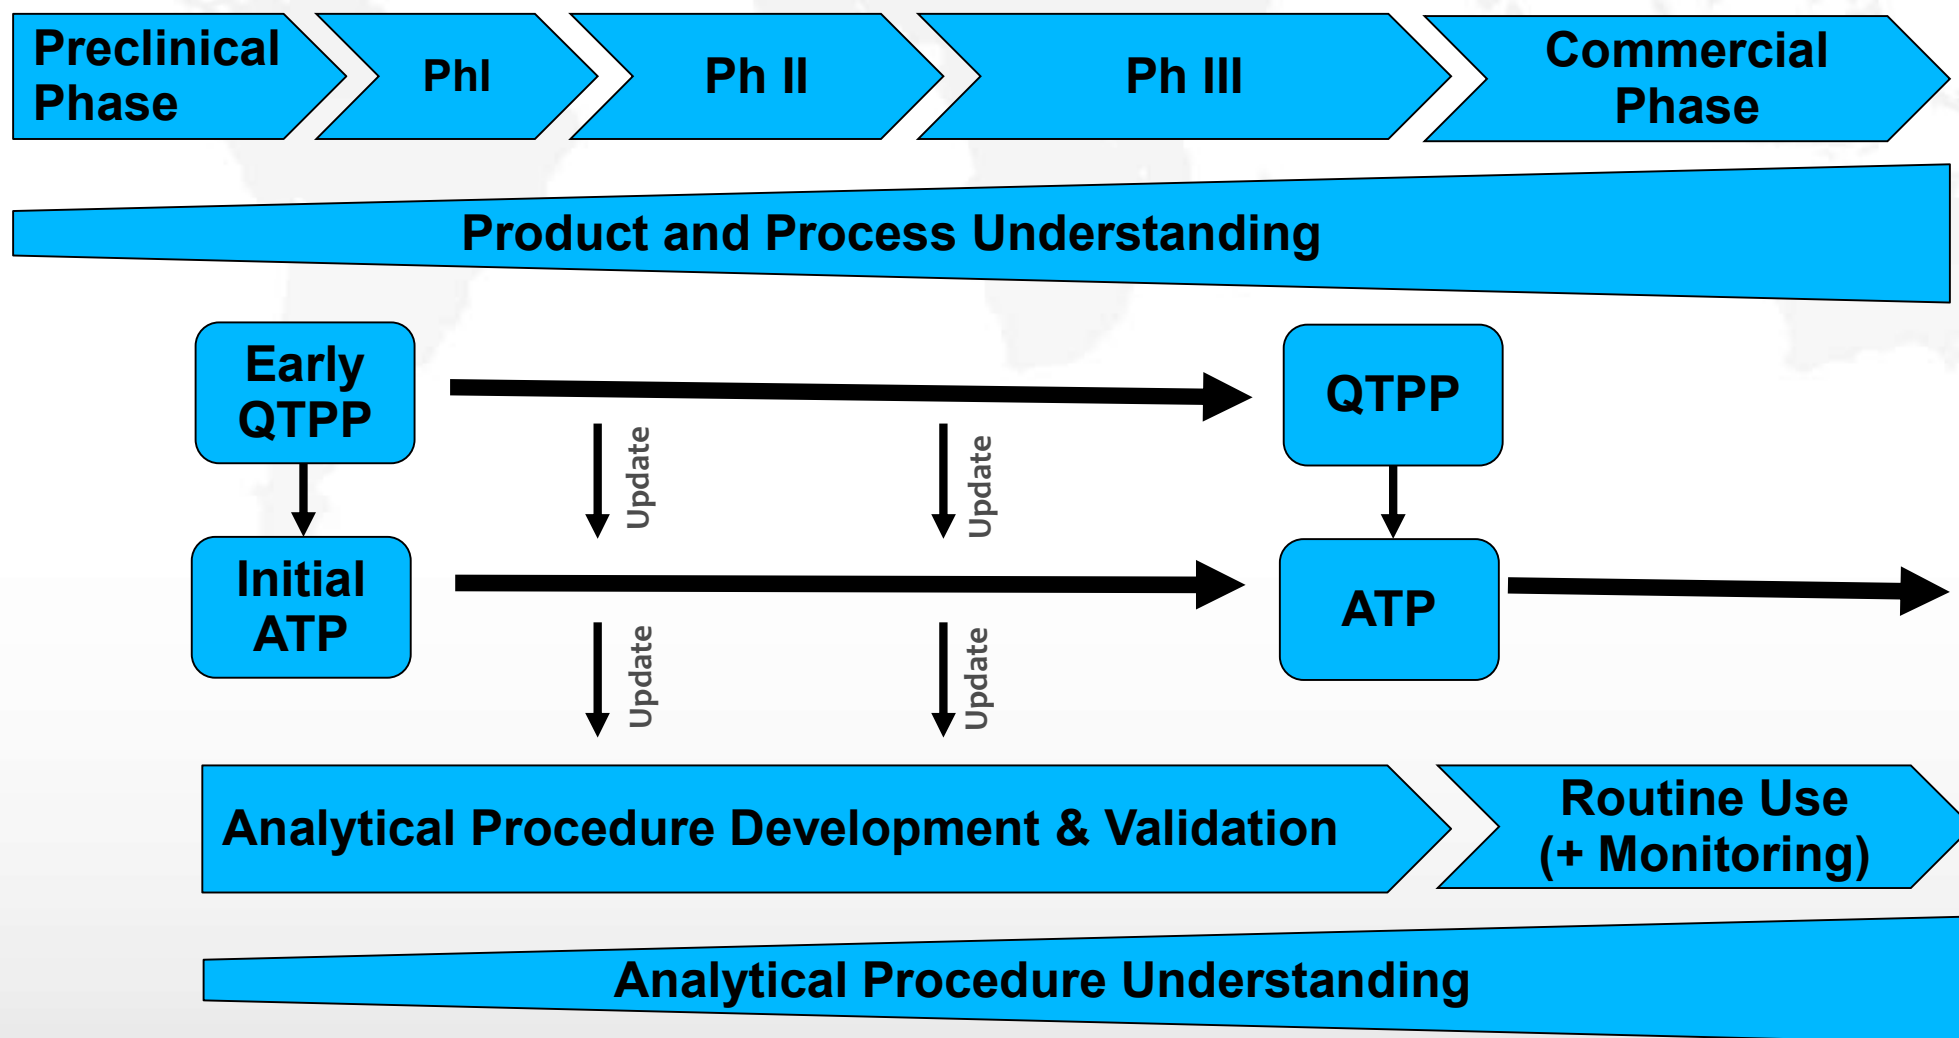 Preclinical
Phase
PhI
Ph II
Ph III
Commercial
Phase
Product and Process Understanding
Early
QTPP
QTPP
Update
Update
Initial
ATP
ATP
Update
Update
Analytical Procedure Development & Validation
Routine Use
(+ Monitoring)
Analytical Procedure Understanding